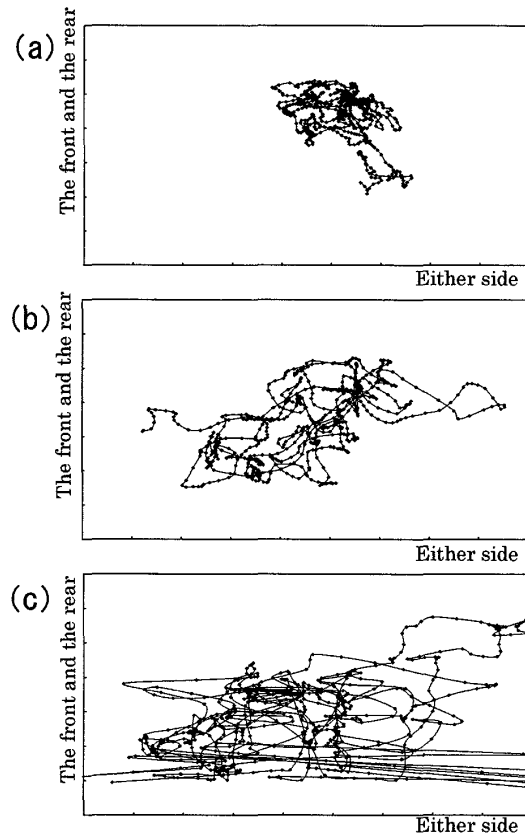 (a)
The front and the rear
Either side
(b)
The front and the rear
Either side
(c)
The front and the rear
Either side